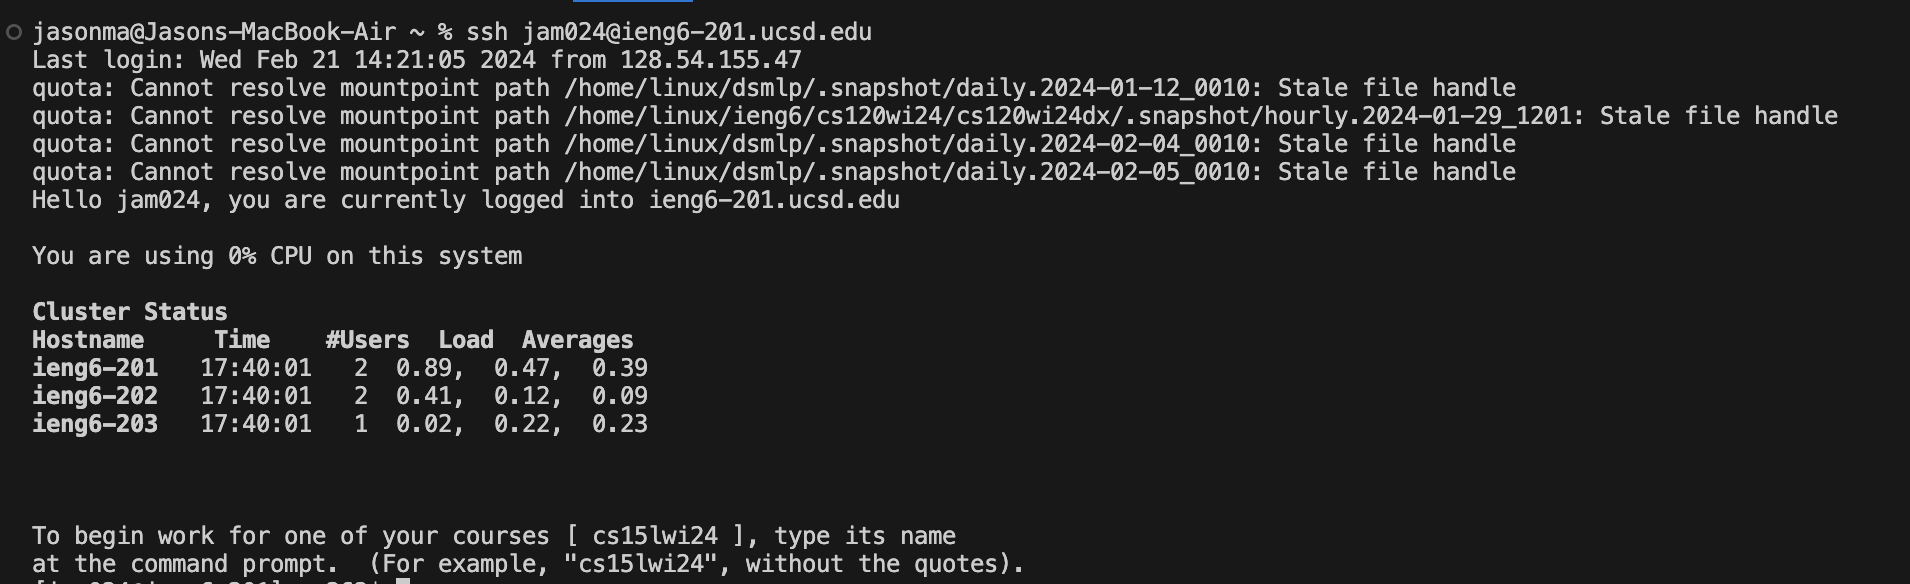 jasonma@Jasons-MacBook-Air ~ % ssh jam024@ieng6-201.ucsd.edu
Last login: Wed Feb 21 14:21:05 2024 from 128.54.155.47
quota: Cannot resolve mountpoint path /home/linux/dsmlp/.snapshot/daily.2024-01-12_0010: Stale file handle
quota: Cannot resolve mountpoint path /home/linux/ieng6/cs120wi24/cs120wi24dx/.snapshot/hourly.2024-01-29_1201: Stale file handle
quota: Cannot resolve mountpoint path /home/linux/dsmlp/.snapshot/daily.2024-02-04_0010: Stale file handle
quota: Cannot resolve mountpoint path /home/linux/dsmlp/.snapshot/daily.2024-02-05_0010: Stale file handle
Hello jam024, you are currently logged into ieng6-201.ucsd.edu
You are using 0% CPU on this system
Cluster Status
Hostname     Time    #Users  Load  Averages
ieng6-201   17:40:01   2  0.89,  0.47,  0.39
ieng6-202   17:40:01   2  0.41,  0.12,  0.09
ieng6-203   17:40:01   1  0.02,  0.22,  0.23
To begin work for one of your courses [ cs15lwi24 ], type its name
at the command prompt.  (For example, "cs15lwi24", without the quotes).